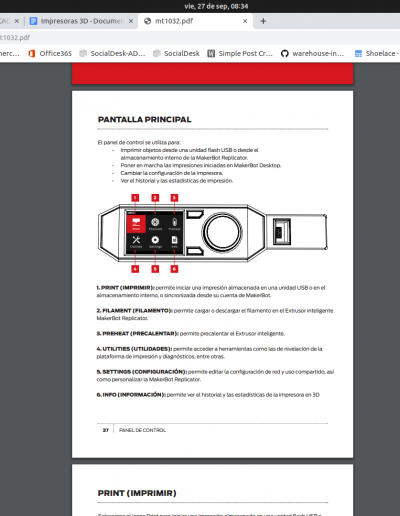 vie, 27 de sep, 08:34
Impresoras 3D - Documen
mt1032.pdf
mt1032.pdf
Office365
SocialDesk-AD...
SocialDesk
Simple Post Cr...
warehouse-in...
Shoelace -
PANTALLA PRINCIPAL
El panel de control se utiliza para:
- Imprimir objetos desde una unidad flash USB o desde el
almacenamiento interno de la MakerBot Replicator.
- Poner en marcha las impresiones iniciadas en MakerBot Desktop.
- Cambiar la configuración de la impresora.
- Ver el historial y las estadísticas de impresión.
1 2 3
Print Filament Preheat
Utilities Settings Info
4 5 6
1. PRINT (IMPRIMIR): permite iniciar una impresión almacenada en una unidad USB o en el
almacenamiento interno, o sincronizada desde su cuenta de MakerBot.
2. FILAMENT (FILAMENTO): permite cargar o descargar el filamento en el Extrusor inteligente
MakerBot Replicator.
3. PREHEAT (PRECALENTAR): permite precalentar el Extrusor inteligente.
4. UTILITIES (UTILIDADES): permite acceder a herramientas como las de nivelación de la
plataforma de impresión y diagnósticos, entre otras.
5. SETTINGS (CONFIGURACIÓN): permite editar la configuración de red y uso compartido, así
como personalizar la MakerBot Replicator.
6. INFO (INFORMACIÓN): permite ver el historial y las estadísticas de la impresora en 3D
37 PANEL DE CONTROL
PRINT (IMPRIMIR)